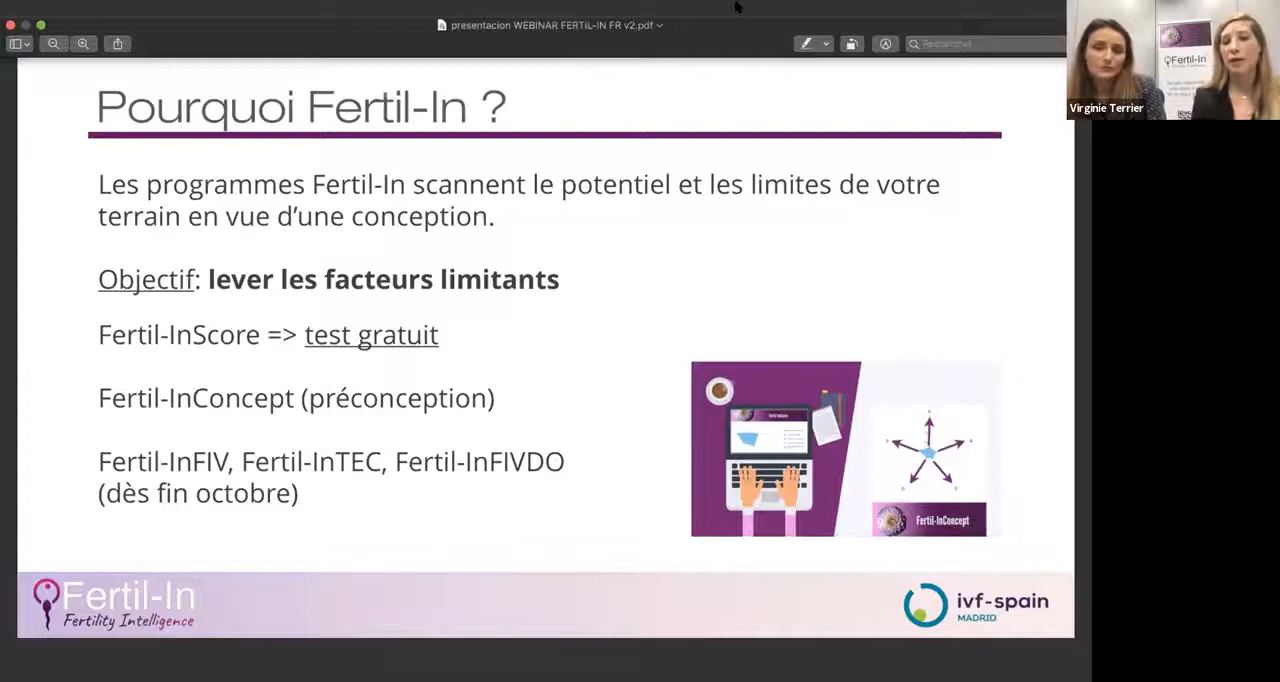 presentacion WEBINAR FERTiL-IN FR v2.pdf
Rechercher
Fertil-In
Virginie Terrier
Pourquoi Fertil-In ?
Les programmes Fertil-In scannent le potentiel et les limites de votre
terrain en vue d’une conception.
Objectif: lever les facteurs limitants
Fertil-InScore => test gratuit
Fertil-InConcept (préconception)
Fertil-InFIV, Fertil-InTEC, Fertil-InFIVDO
(dès fin octobre)
Fertil-InConcept
Fertil-In
Fertility Intelligence
ivf-spain
MADRID